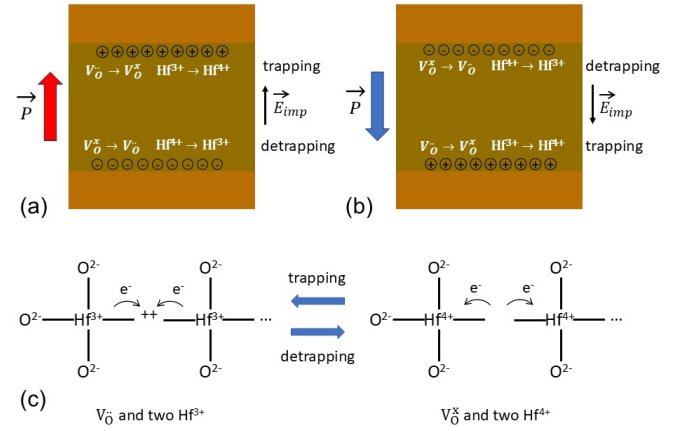 ⊕⊕⊕⊕⊕⊕⊕⊕⊕
V_Ö → V_O^x Hf³⁺→Hf⁴⁺
trapping
P⃗
E⃗_imp
V_O^x → V_Ö Hf⁴⁺→Hf³⁺
detrapping
⊖⊖⊖⊖⊖⊖⊖⊖⊖
(a)
⊖⊖⊖⊖⊖⊖⊖⊖⊖
V_O^x → V_Ö Hf⁴⁺→Hf³⁺
detrapping
P⃗
E⃗_imp
V_Ö → V_O^x Hf³⁺→Hf⁴⁺
trapping
⊕⊕⊕⊕⊕⊕⊕⊕⊕
(b)
O²⁻ O²⁻ O²⁻ O²⁻
e⁻ e⁻ trapping e⁻ e⁻
O²⁻ Hf³⁺ ++ Hf³⁺ ... O²⁻ Hf⁴⁺ Hf⁴⁺ ...
detrapping
O²⁻ O²⁻ O²⁻ O²⁻
(c)
V_Ö and two Hf³⁺ V_O^x and two Hf⁴⁺